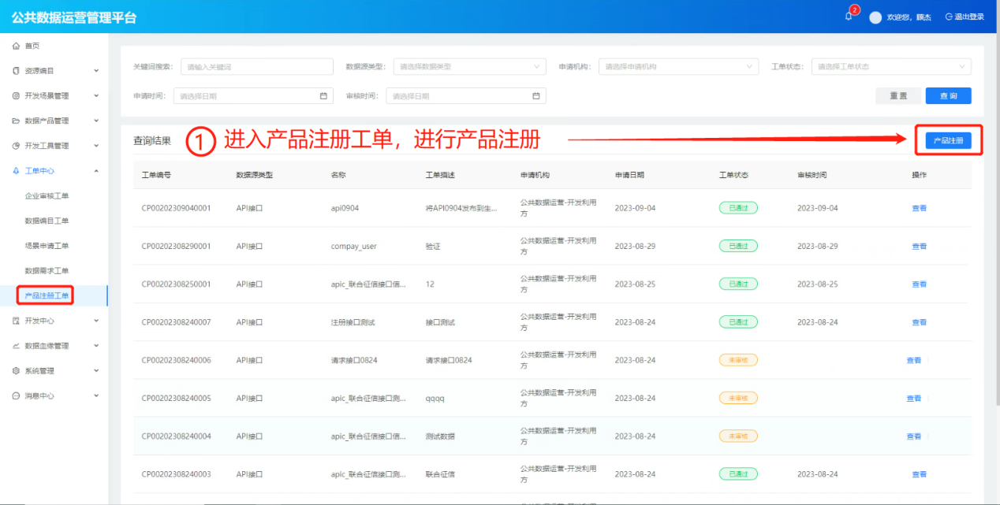 公共数据运营管理平台
2
欢迎您，顾杰
退出登录
首页
资源编目
开发场景管理
数据产品管理
开发工具管理
工单中心
企业审核工单
数据编目工单
场景申请工单
数据需求工单
产品注册工单
开发中心
数据血缘管理
系统管理
消息中心
关键词搜索： 请输入关键词 数据源类型： 请选择数据类型 申请机构： 请选择申请机构 工单状态： 请选择工单状态
申请时间： 请选择日期 审核时间： 请选择日期 重置 查询
查询结果 ① 进入产品注册工单，进行产品注册 产品注册
工单编号 数据源类型 名称 工单描述 申请机构 申请日期 工单状态 审核时间 操作
CP00202309040001 API接口 api0904 将API0904发布到生... 公共数据运营-开发利用方 2023-09-04 已通过 2023-09-04 查看
CP00202308290001 API接口 compay_user 验证 公共数据运营-开发利用方 2023-08-29 已通过 2023-08-29 查看
CP00202308250001 API接口 apic_联合征信接口信... 12 公共数据运营-开发利用方 2023-08-25 已通过 2023-08-25 查看
CP00202308240007 API接口 注册接口测试 接口测试 公共数据运营-开发利用方 2023-08-24 已通过 2023-08-24 查看
CP00202308240006 API接口 请求接口0824 请求接口0824 公共数据运营-开发利用方 2023-08-24 未审核 查看
CP00202308240005 API接口 apic_联合征信接口测... qqqq 公共数据运营-开发利用方 2023-08-24 未审核 查看
CP00202308240004 API接口 apic_联合征信接口信... 测试数据 公共数据运营-开发利用方 2023-08-24 未审核 查看
CP00202308240003 API接口 apic_联合征信接口测... 联合征信 公共数据运营-开发利用方 2023-08-24 已通过 2023-08-24 查看